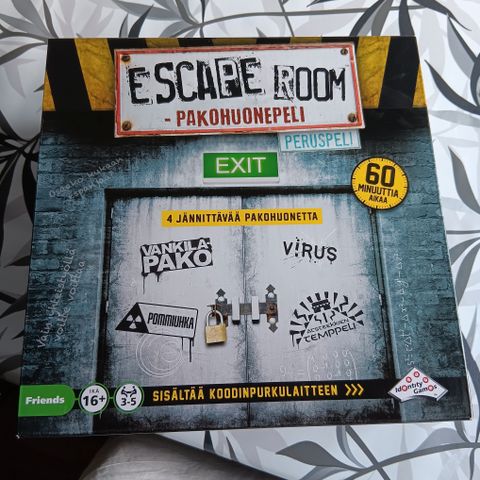 ESCAPE ROOM
- PAKOHUONEPELI
PERUSPELI
EXIT
60
MINUUTTIA
AIKAA
4 JÄNNITTÄVÄÄ PAKOHUONETTA
VANKILA-
PAKO
VIRUS
POMMIUHKA
ATSTEEKKIEN
TEMPPELI
SISÄLTÄÄ KOODINPURKULAITTEEN >>>
Friends
IKÄ
16+
3-5
Identity
Games